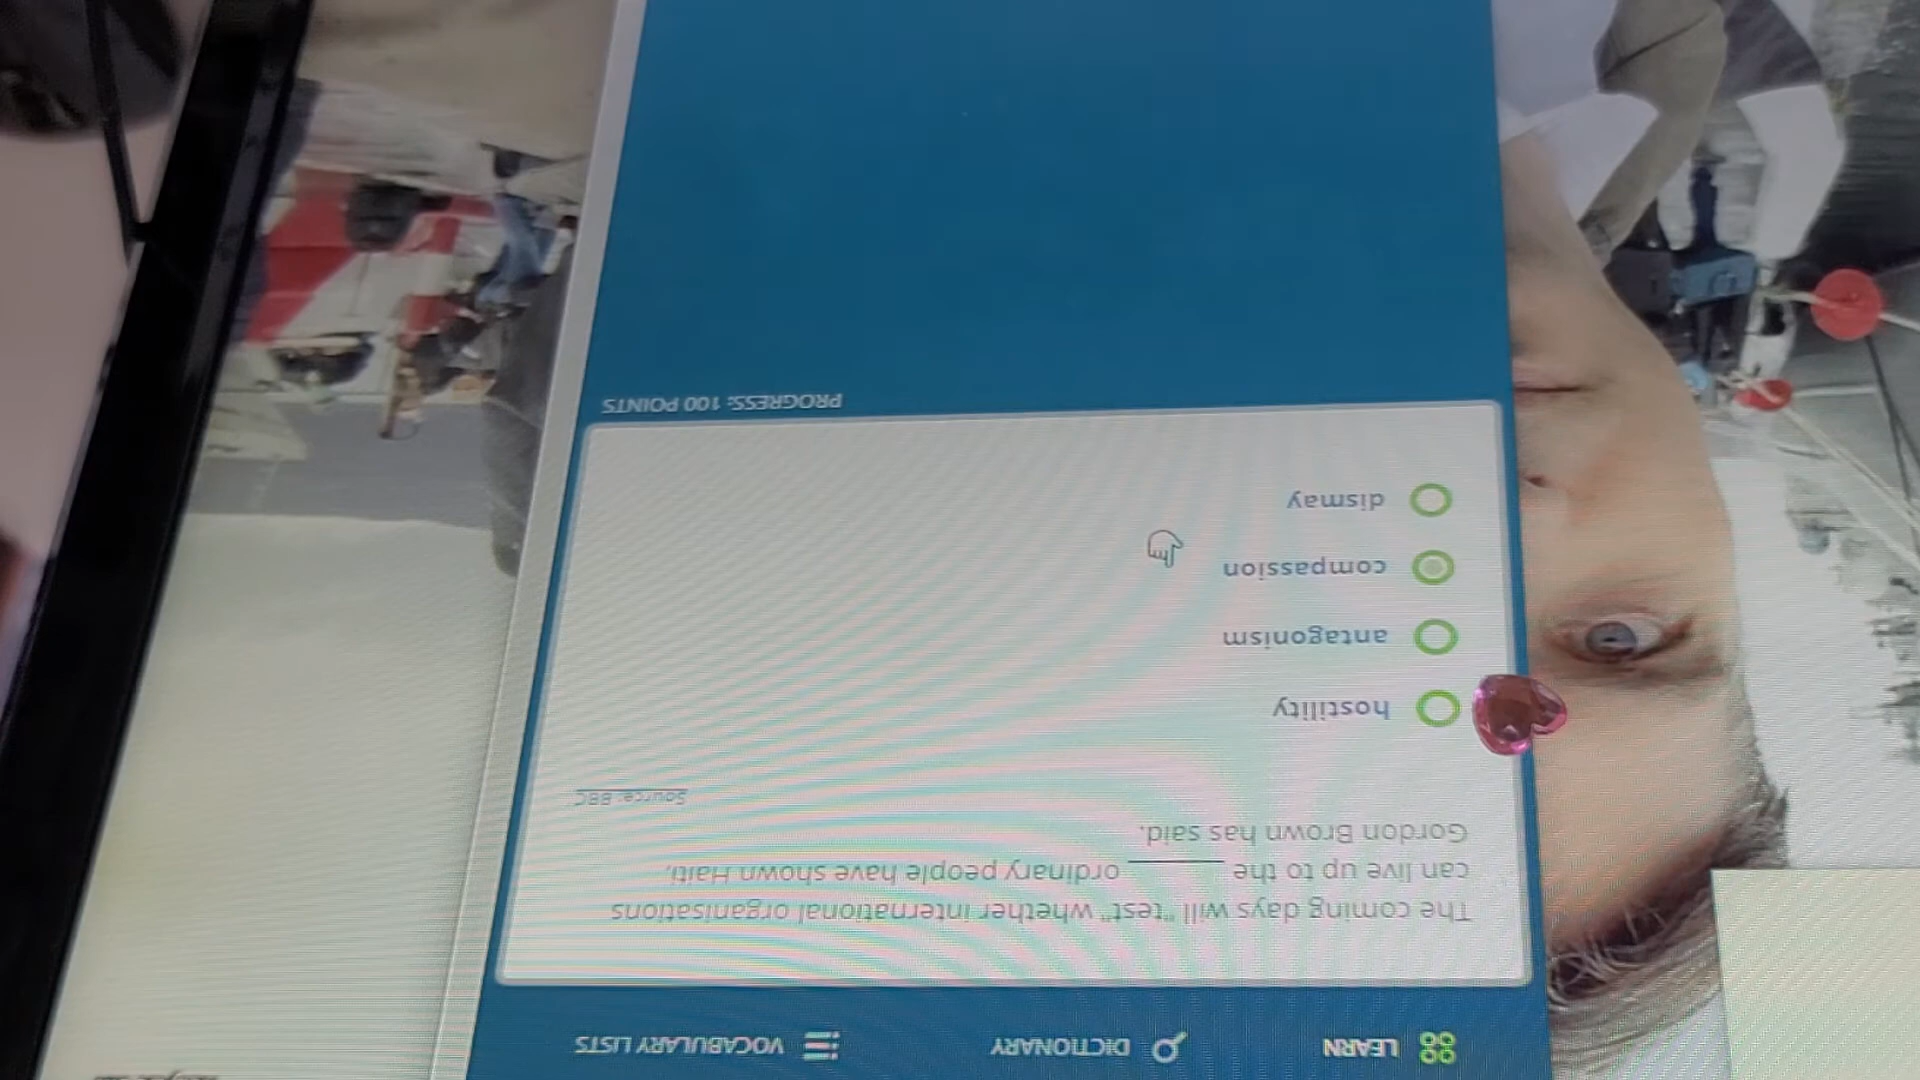 LEARN
DICTIONARY
VOCABULARY LISTS
The coming days will "test" whether international organisations
can live up to the ________ ordinary people have shown Haiti,
Gordon Brown has said.
Source: BBC
hostility
antagonism
compassion
dismay
PROGRESS: 100 POINTS